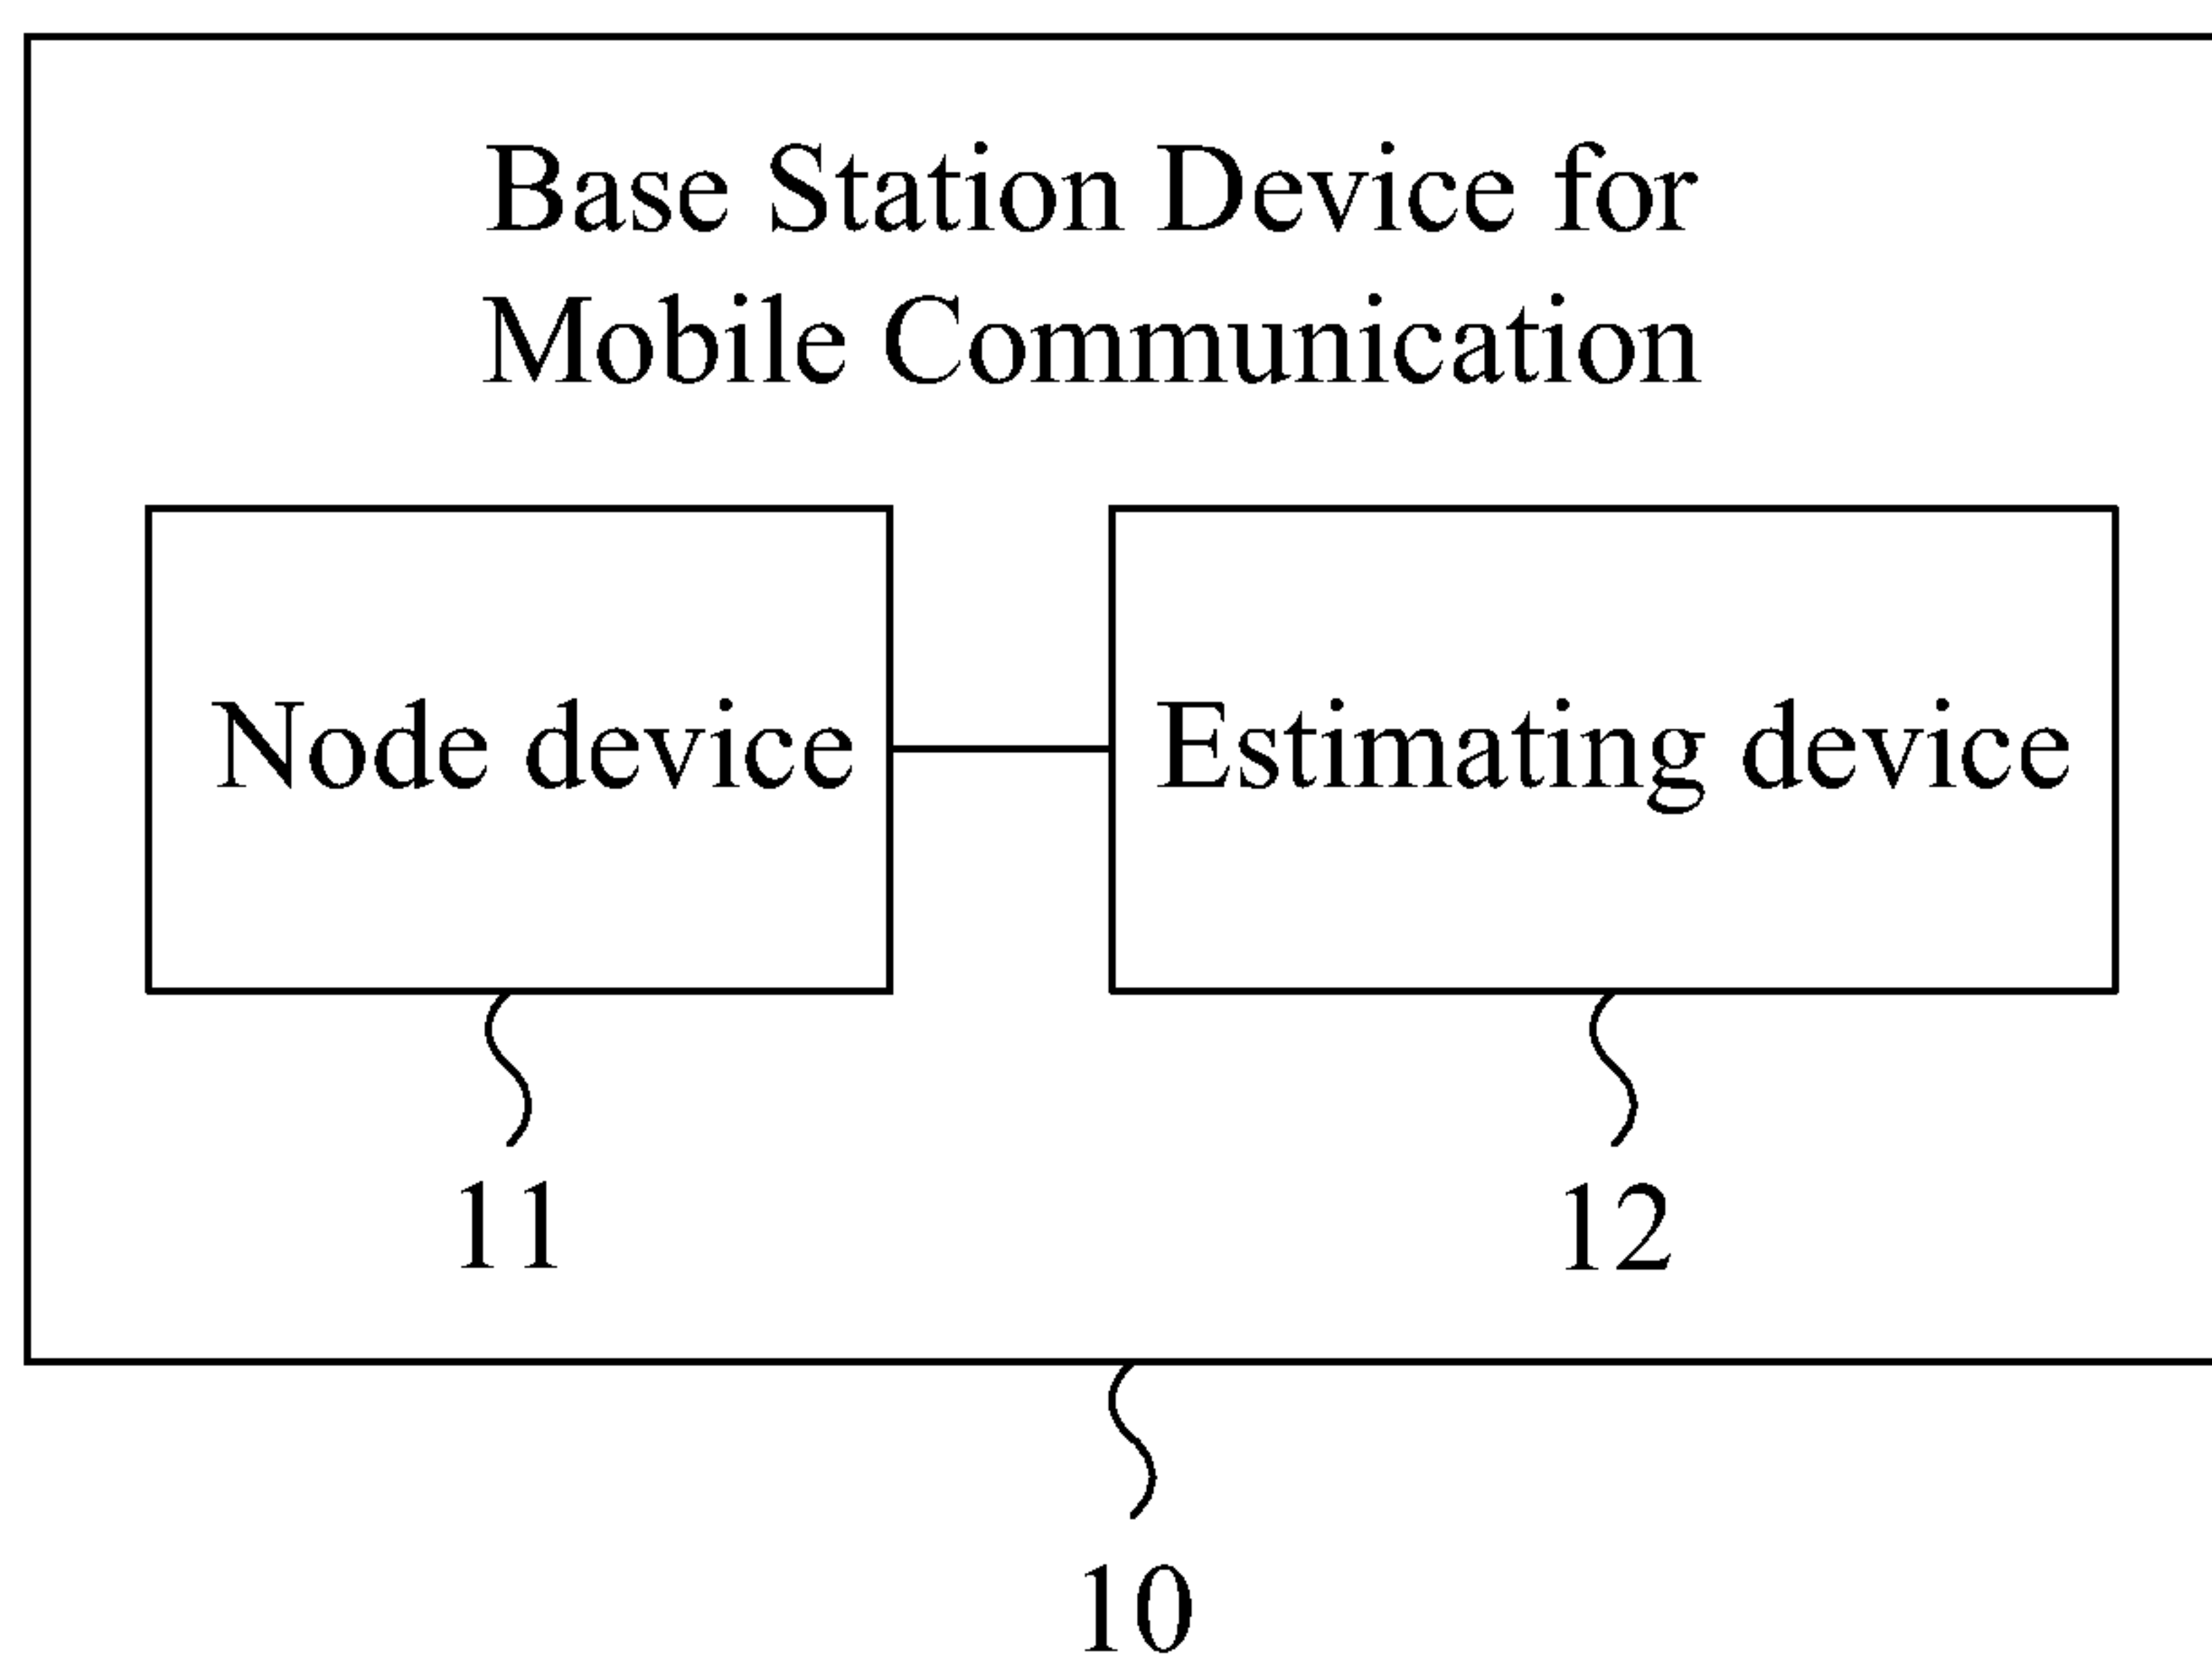 Base Station Device for
Mobile Communication
Node device
Estimating device
11
12
10